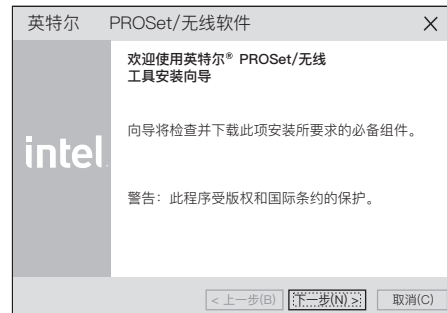 英特尔 PROSet/无线软件
欢迎使用英特尔® PROSet/无线
工具安装向导
intel.
向导将检查并下载此项安装所要求的必备组件。
警告：此程序受版权和国际条约的保护。
< 上一步(B) 下一步(N) > 取消(C)